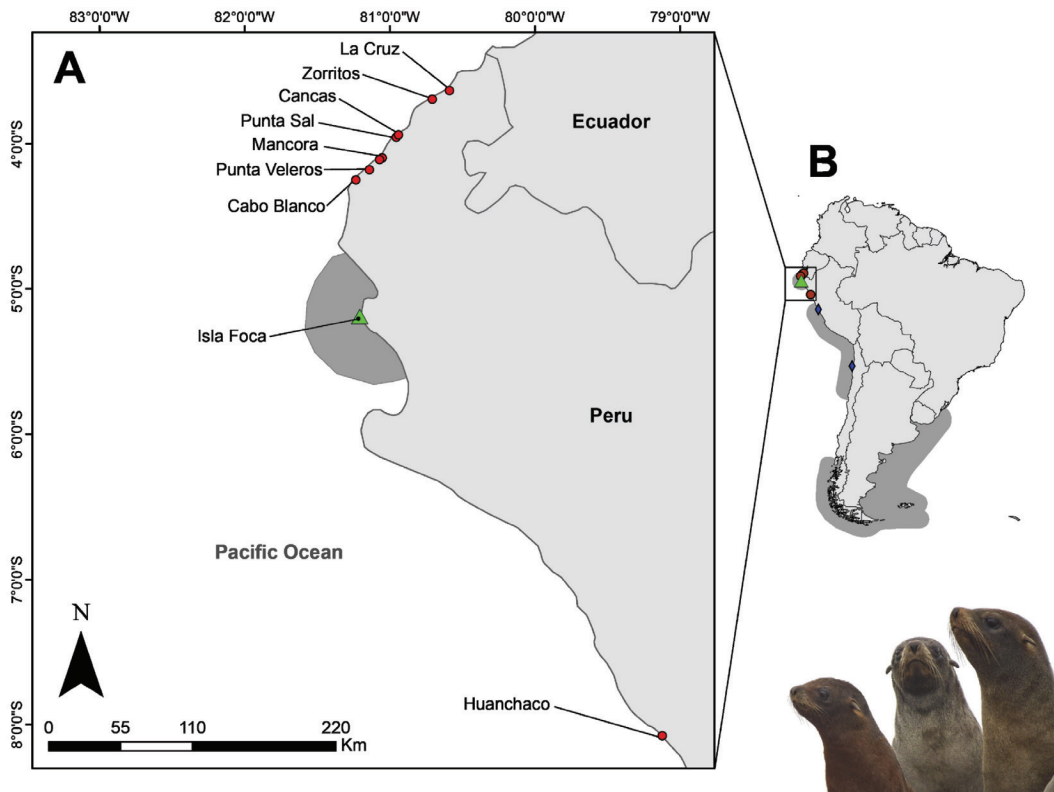 83°0'0"W 82°0'0"W 81°0'0"W 80°0'0"W 79°0'0"W
A
La Cruz
Zorritos
Cancas
Punta Sal
Mancora
Punta Veleros
Cabo Blanco
Ecuador
B
4°0'0"S
5°0'0"S
Isla Foca
Peru
6°0'0"S
Pacific Ocean
7°0'0"S
N
Huanchaco
8°0'0"S
0 55 110 220
Km